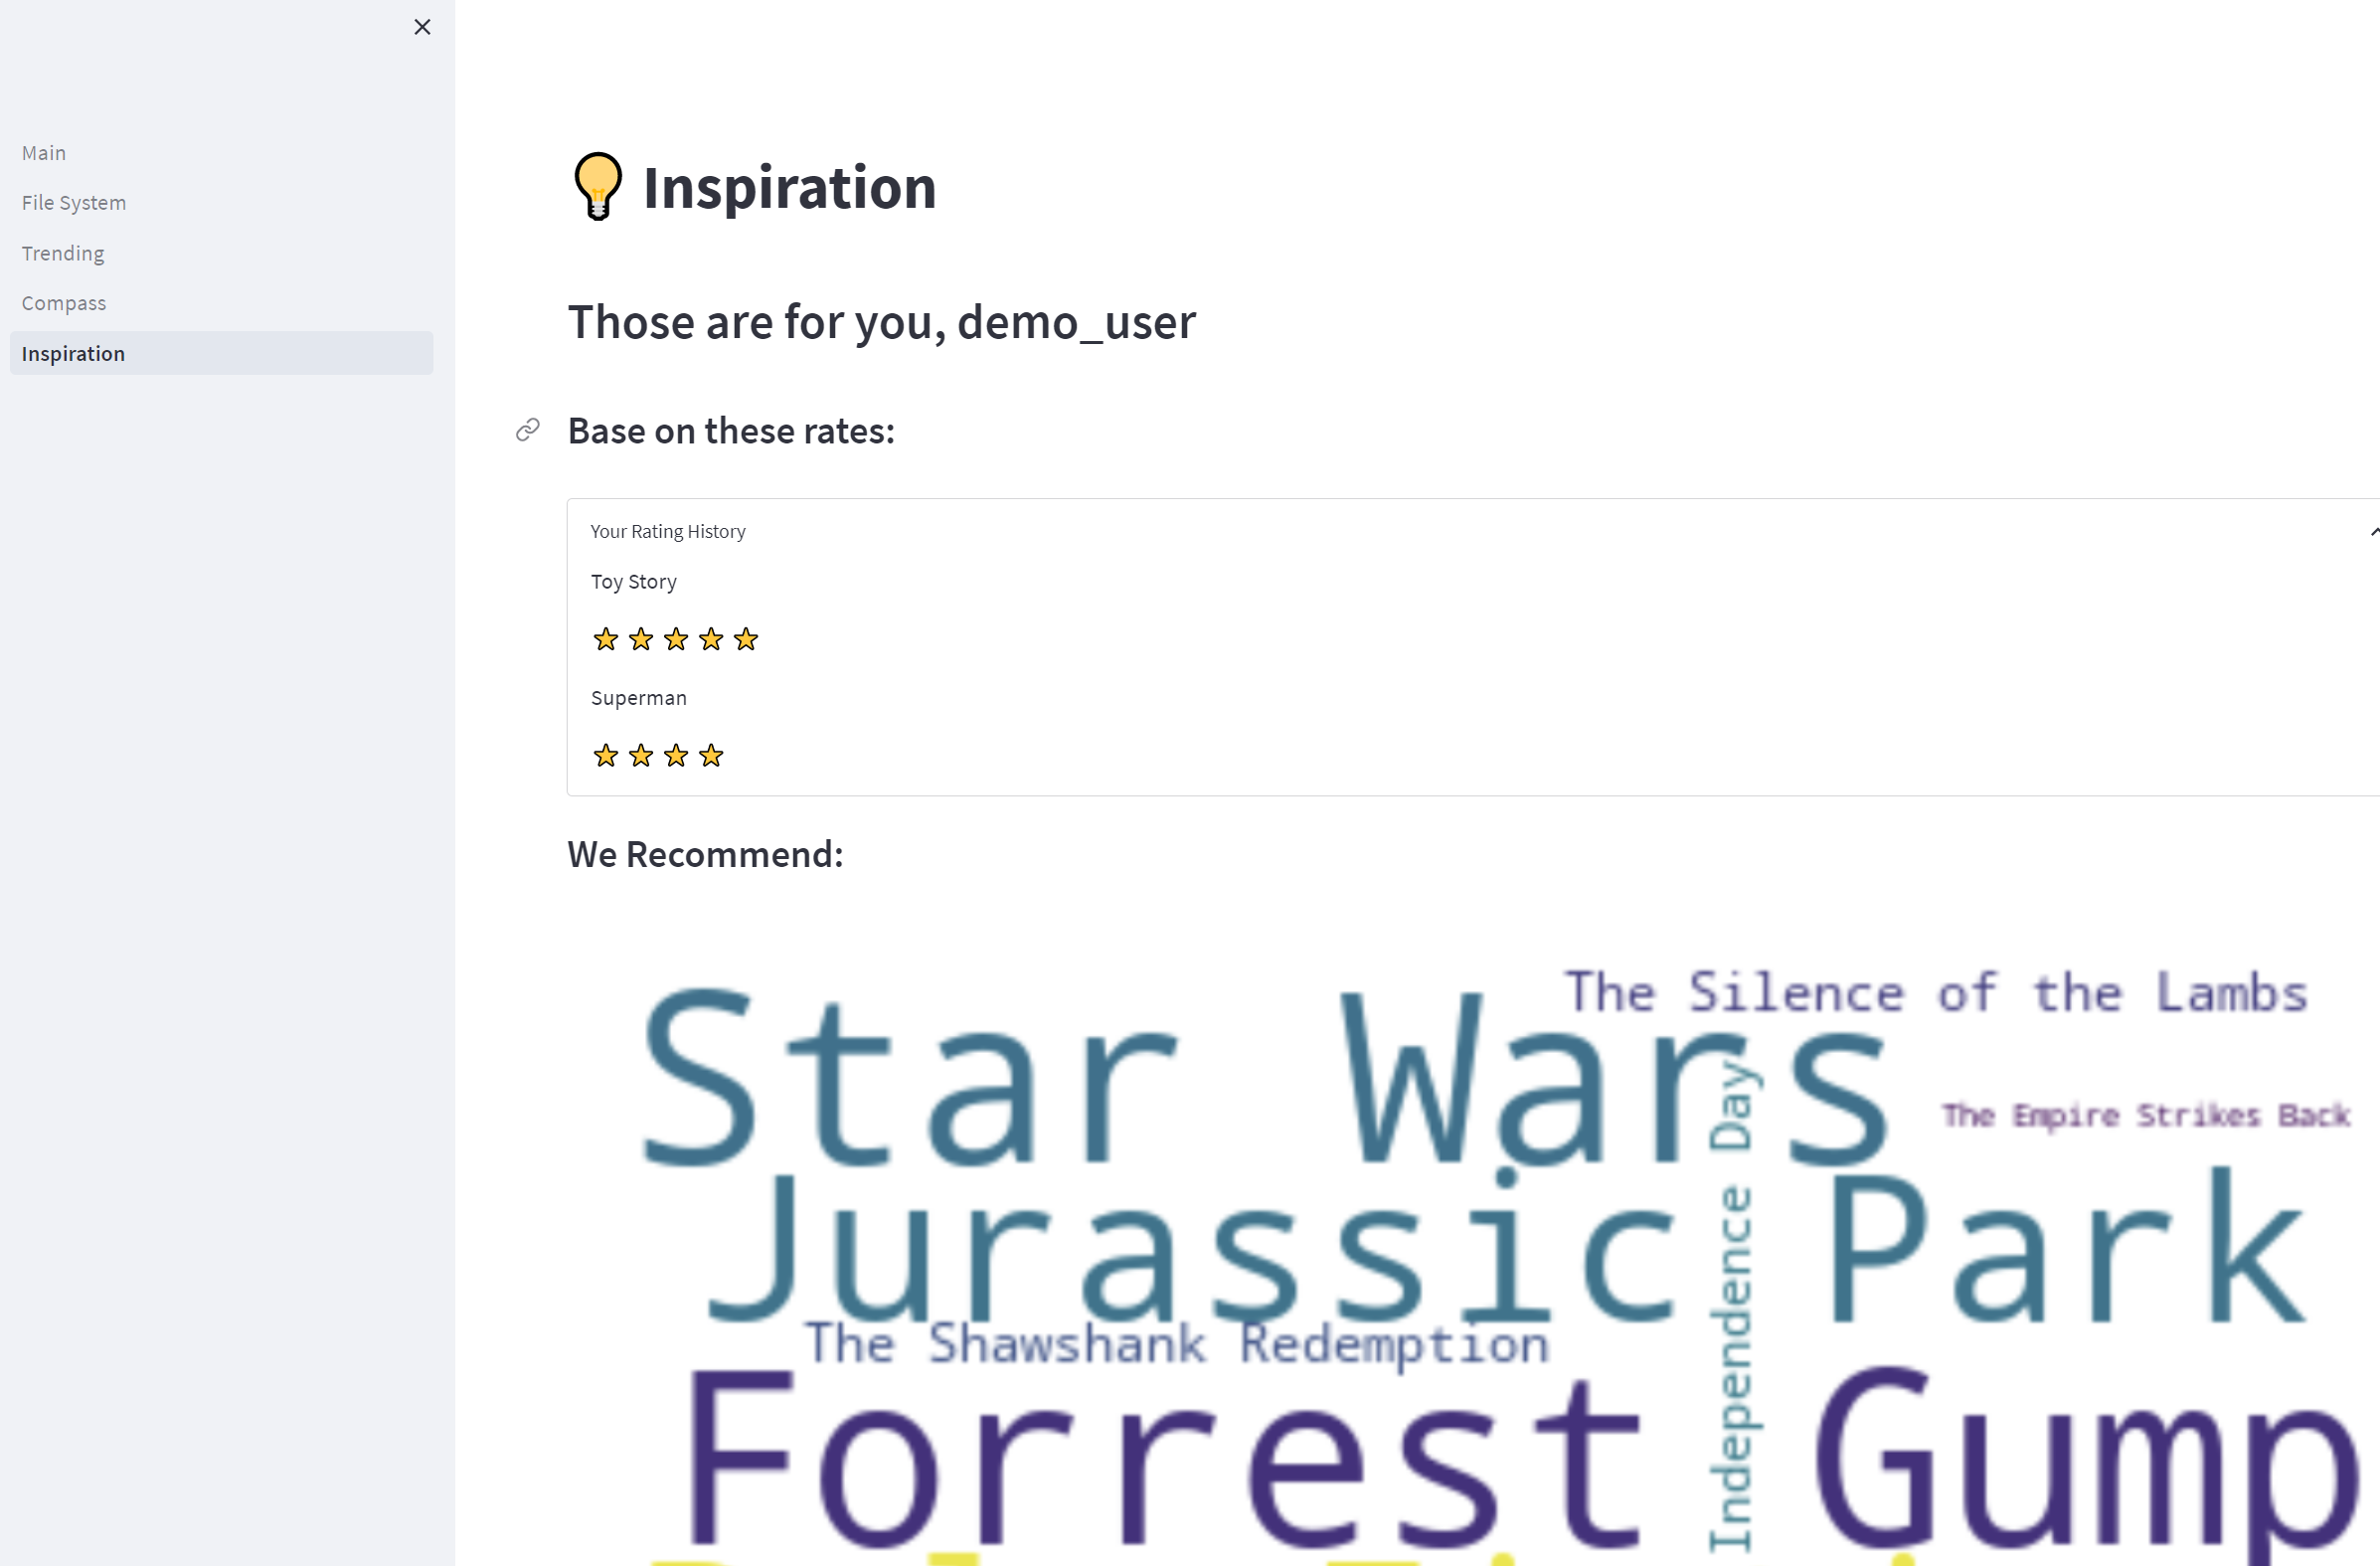 Main
File System
Trending
Compass
Inspiration
Inspiration
Those are for you, demo_user
Base on these rates:
Your Rating History
Toy Story
Superman
We Recommend:
The Silence of the Lambs
Star Wars
The Empire Strikes Back
Independence Day
Jurassic Park
The Shawshank Redemption
Forrest Gump